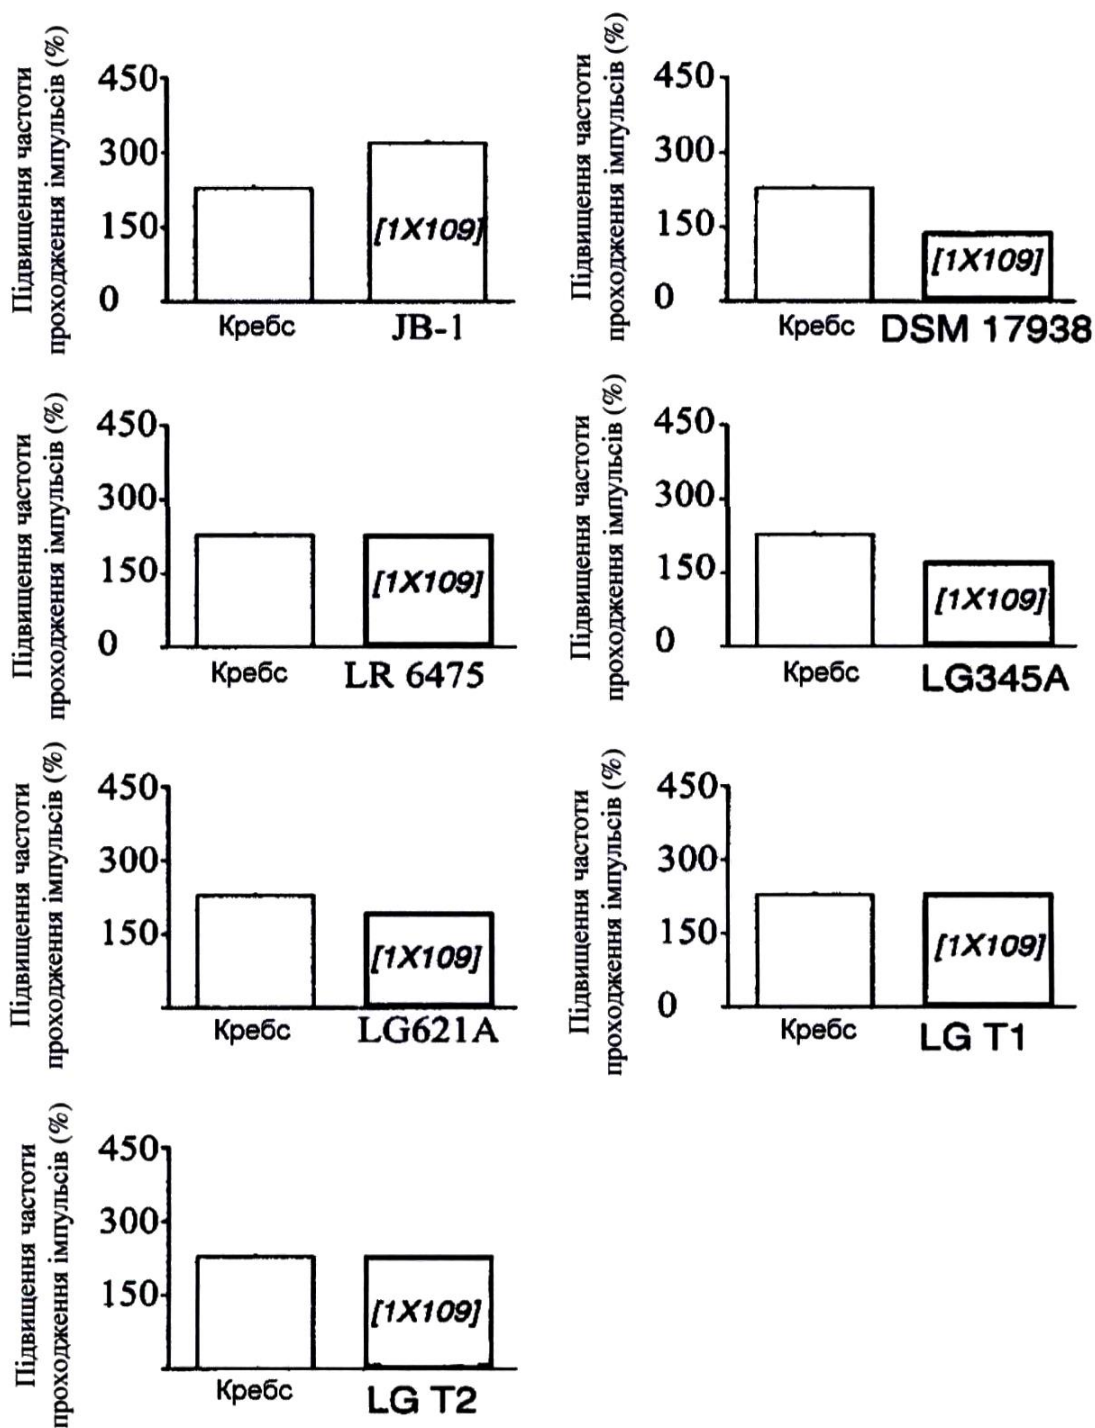 Підвищення частоти
проходження імпульсів (%)
450
300
150
0
[1X109]
Кребс
JB-1
Підвищення частоти
проходження імпульсів (%)
450
300
150
0
[1X109]
Кребс
DSM 17938
Підвищення частоти
проходження імпульсів (%)
450
300
150
0
[1X109]
Кребс
LR 6475
Підвищення частоти
проходження імпульсів (%)
450
300
150
0
[1X109]
Кребс
LG345A
Підвищення частоти
проходження імпульсів (%)
450
300
150
[1X109]
Кребс
LG621A
Підвищення частоти
проходження імпульсів (%)
450
300
150
0
[1X109]
Кребс
LG T1
Підвищення частоти
проходження імпульсів (%)
450
300
150
[1X109]
Кребс
LG T2